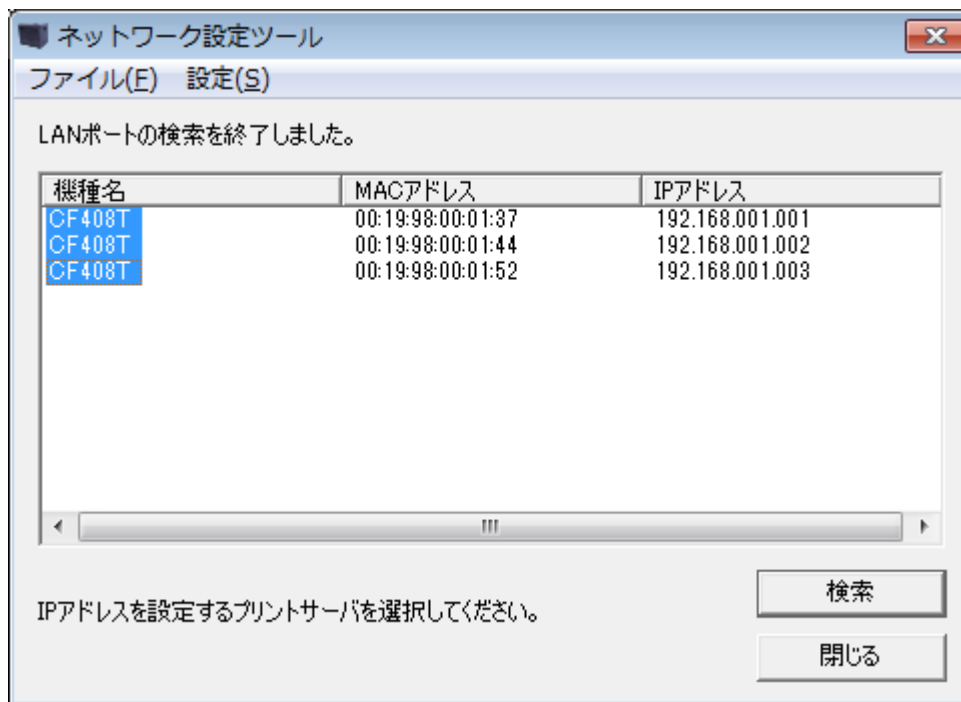 ネットワーク設定ツール
ファイル(F) 設定(S)
LANポートの検索を終了しました。
機種名 MACアドレス IPアドレス
CF408T 00:19:98:00:01:37 192.168.001.001
CF408T 00:19:98:00:01:44 192.168.001.002
CF408T 00:19:98:00:01:52 192.168.001.003
検索
IPアドレスを設定するプリントサーバを選択してください。
閉じる